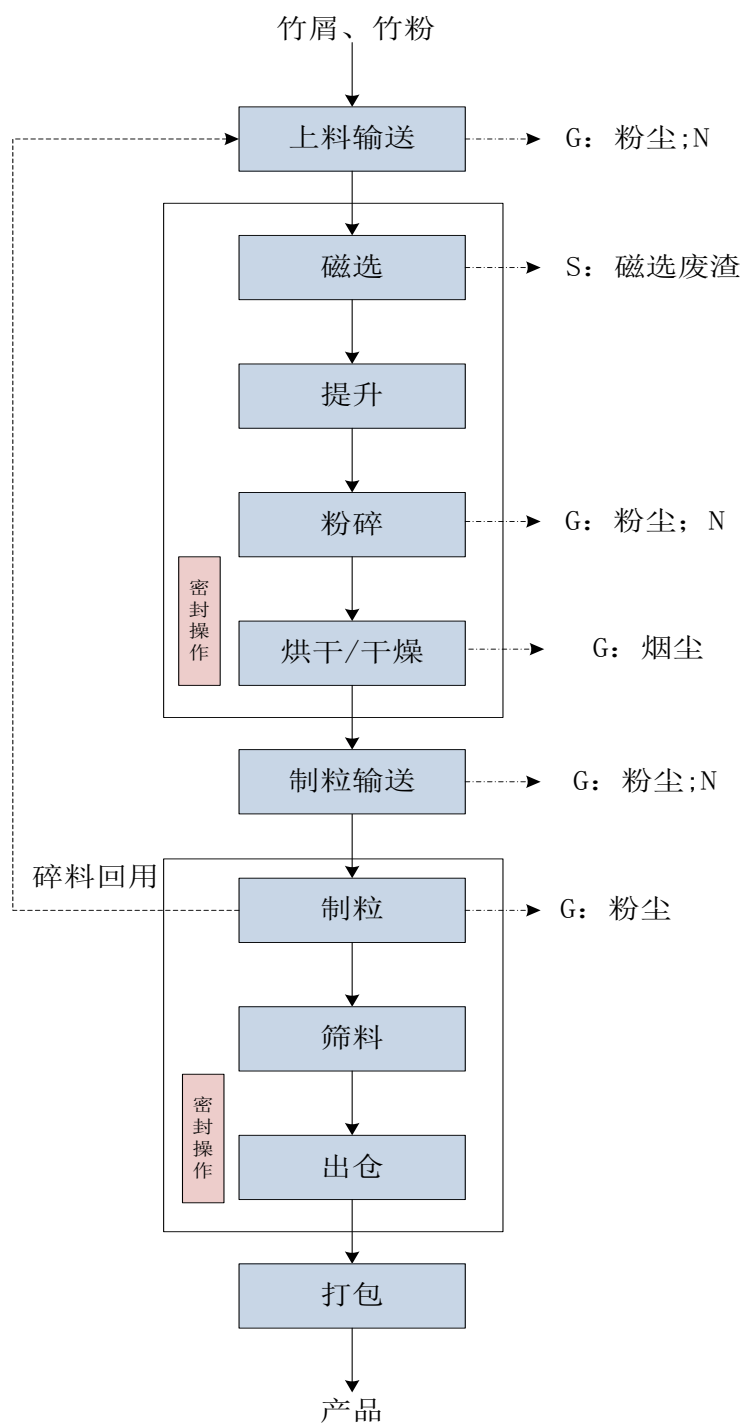 竹屑、竹粉
上料输送
G: 粉尘;N
磁选
S: 磁选废渣
提升
粉碎
G: 粉尘; N
密封操作
烘干/干燥
G: 烟尘
制粒输送
G: 粉尘;N
碎料回用
制粒
G: 粉尘
筛料
密封操作
出仓
打包
产品